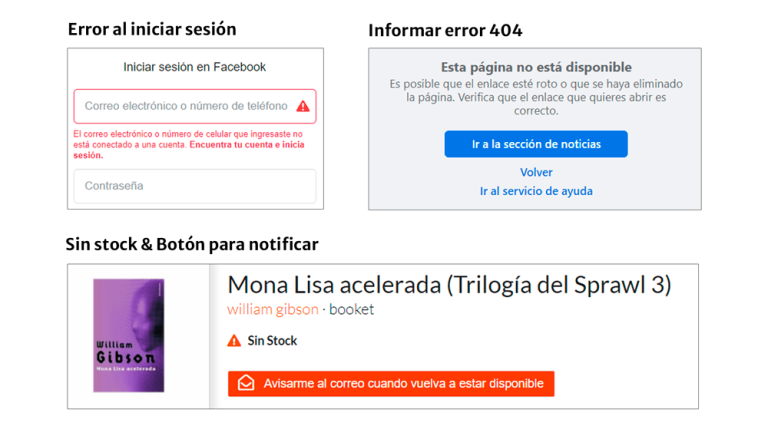 Error al iniciar sesión
Iniciar sesión en Facebook
Correo electrónico o número de teléfono
El correo electrónico o número de celular que ingresaste no
está conectado a una cuenta. Encuentra tu cuenta e inicia
sesión.
Contraseña
Informar error 404
Esta página no está disponible
Es posible que el enlace esté roto o que se haya eliminado
la página. Verifica que el enlace que quieres abrir es
correcto.
Ir a la sección de noticias
Volver
Ir al servicio de ayuda
Sin stock & Botón para notificar
William
Gibson
Mona Lisa acelerada
Mona Lisa acelerada (Trilogía del Sprawl 3)
william gibson · booket
Sin Stock
Avisarme al correo cuando vuelva a estar disponible